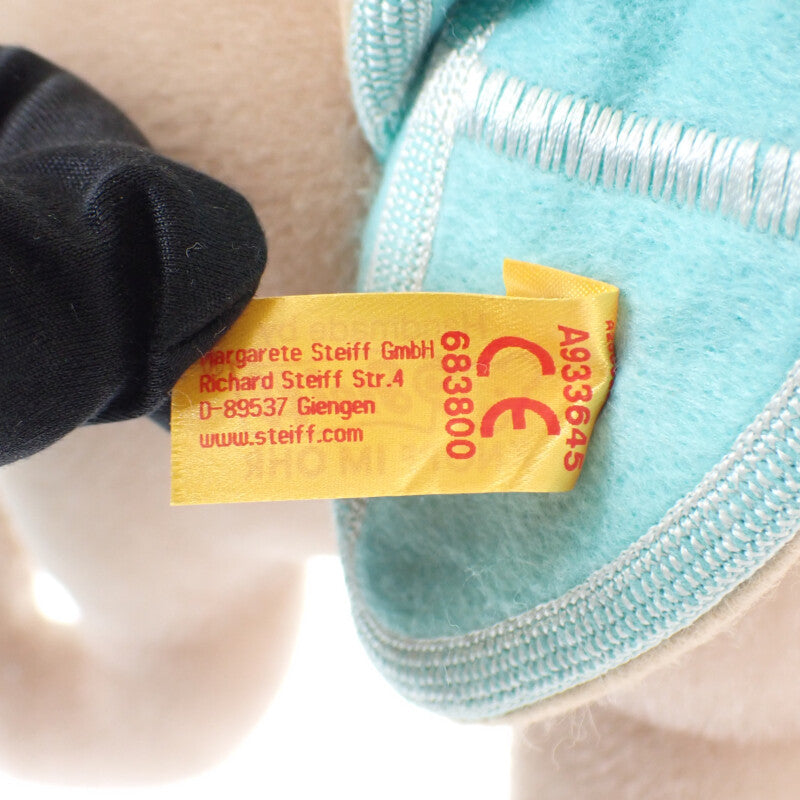 Margarete Steiff GmbH
Richard Steiff Str.4
D-89537 Giengen
www.steiff.com
683800
CE
A933645